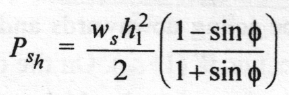 $P_{s_h} = \frac{w_s h_1^2}{2} \left( \frac{1 - \sin \phi}{1 + \sin \phi} \right)$